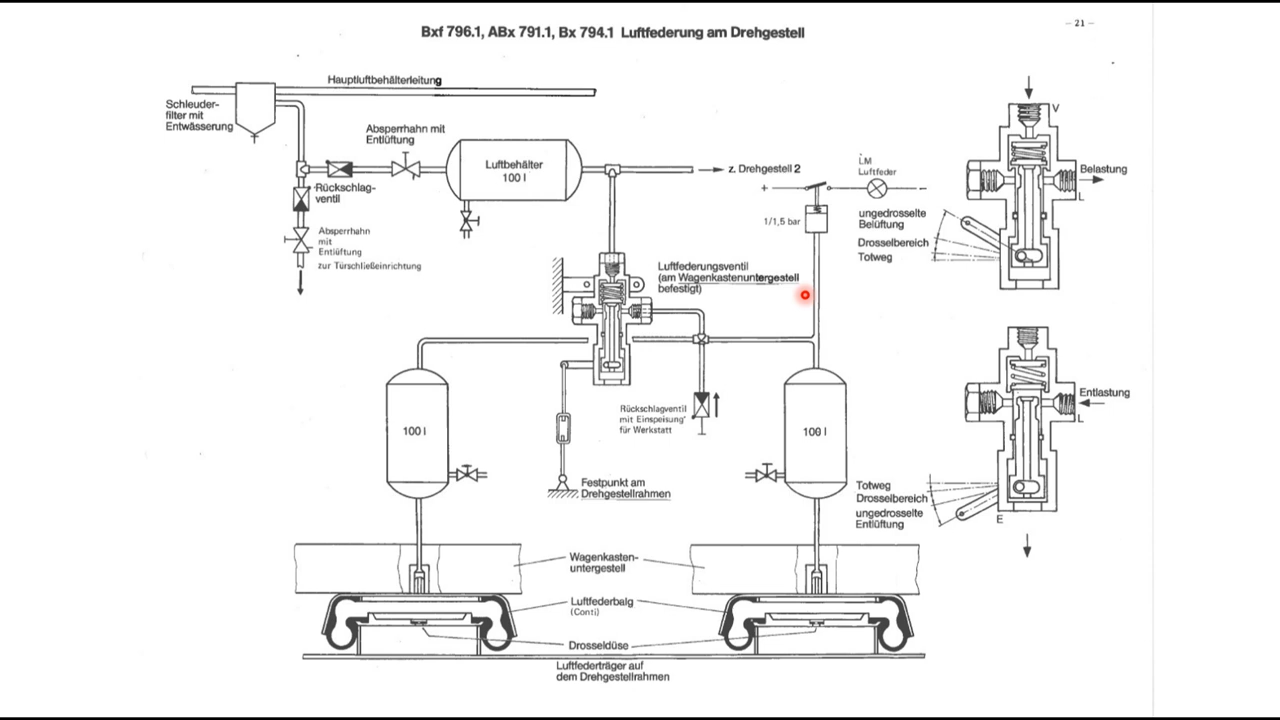 – 21 –
Bxf 796.1, ABx 791.1, Bx 794.1 Luftfederung am Drehgestell
Hauptluftbehälterleitung
Schleuder-
filter mit
Entwässerung
Absperrhahn mit
Entlüftung
Luftbehälter
100 l
z. Drehgestell 2
Rückschlag-
ventil
Absperrhahn
mit
Entlüftung
zur Türschließeinrichtung
LM
Luftfeder
+
–
1/1,5 bar
V
Belastung
L
ungedrosselte
Belüftung
Drosselbereich
Totweg
Luftfederungsventil
(am Wagenkastenuntergestell
befestigt)
100 l
Rückschlagventil
mit Einspeisung
für Werkstatt
100 l
Entlastung
L
Festpunkt am
Drehgestellrahmen
Totweg
Drosselbereich
ungedrosselte
Entlüftung
E
Wagenkasten-
untergestell
Luftfederbalg
(Conti)
Drosseldüse
Luftfederträger auf
dem Drehgestellrahmen